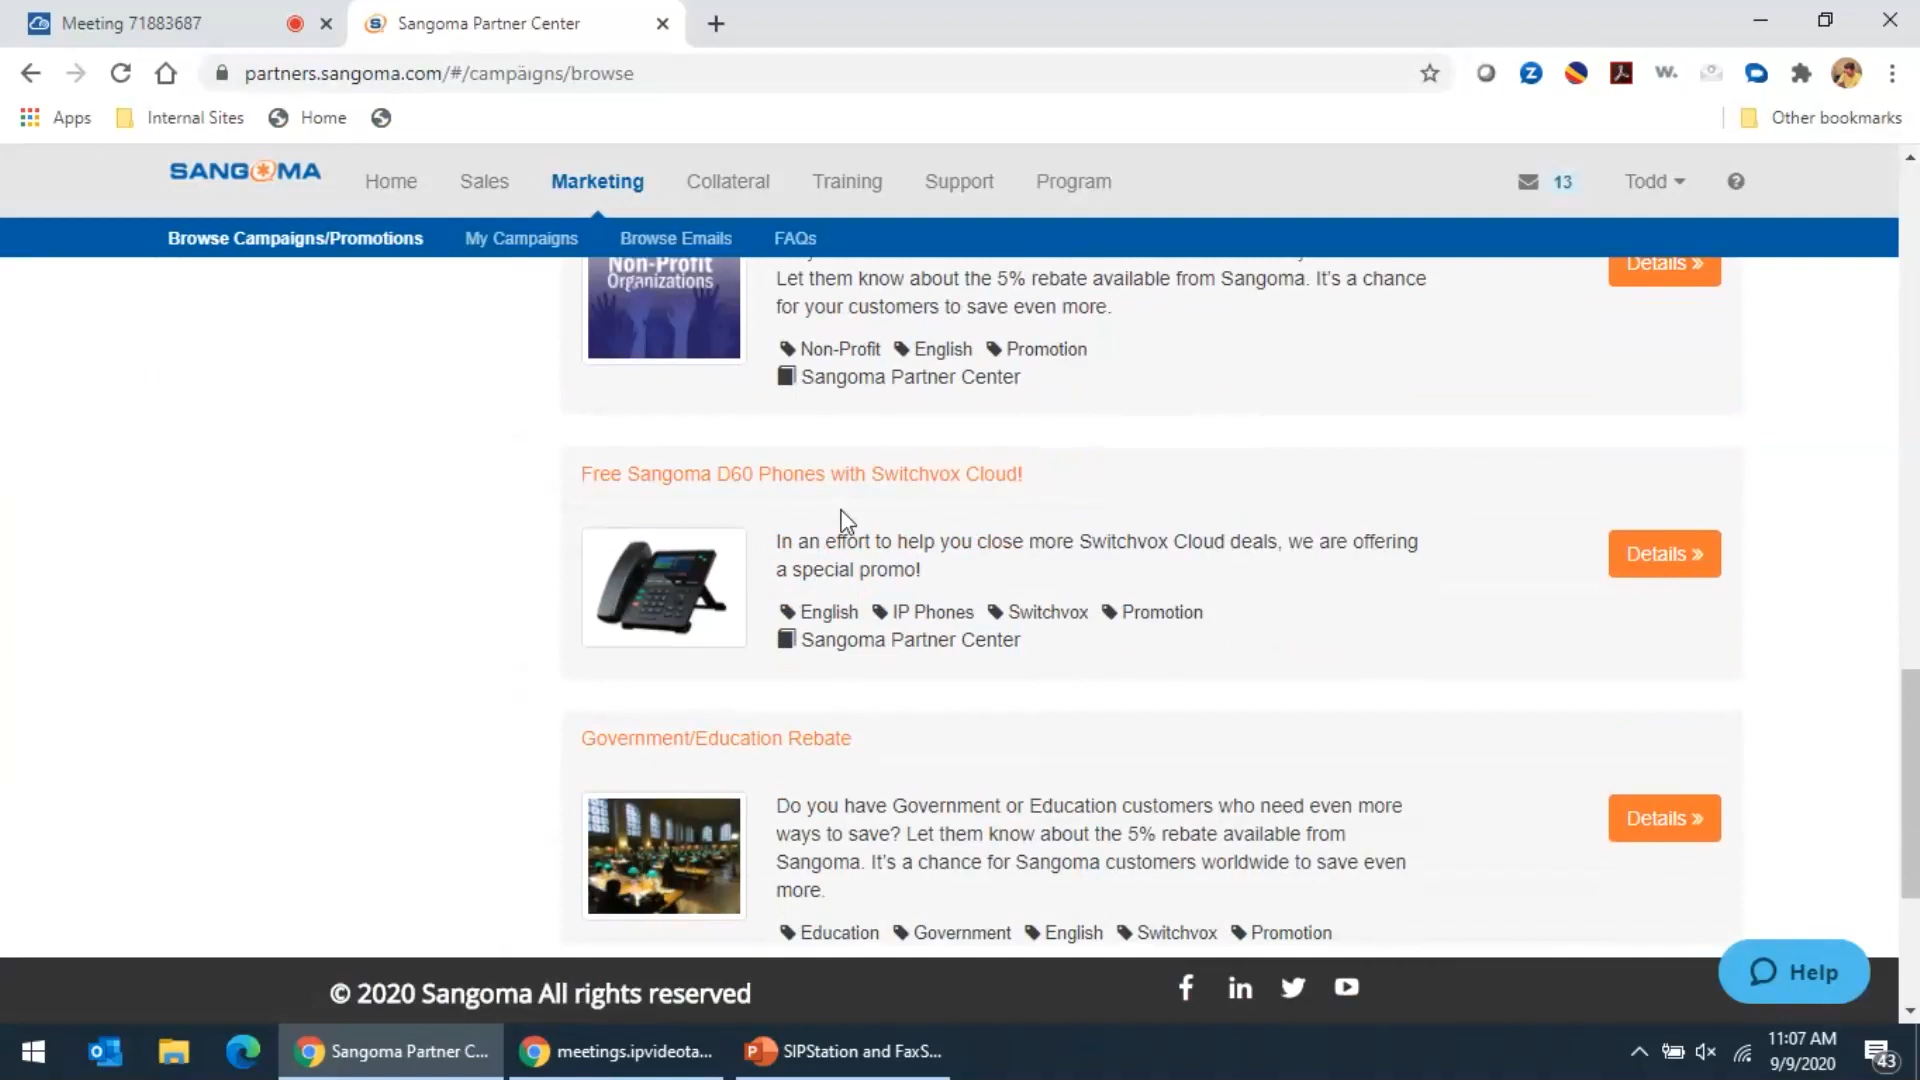 Meeting 71883687
Sangoma Partner Center
partners.sangoma.com/#/campaigns/browse
Apps
Internal Sites
Home
Other bookmarks
SANGOMA
Home
Sales
Marketing
Collateral
Training
Support
Program
13
Todd
Browse Campaigns/Promotions
My Campaigns
Browse Emails
FAQs
Non-Profit
Organizations
Let them know about the 5% rebate available from Sangoma. It's a chance
for your customers to save even more.
Details »
Non-Profit English Promotion
Sangoma Partner Center
Free Sangoma D60 Phones with Switchvox Cloud!
In an effort to help you close more Switchvox Cloud deals, we are offering
a special promo!
Details »
English IP Phones Switchvox Promotion
Sangoma Partner Center
Government/Education Rebate
Do you have Government or Education customers who need even more
ways to save? Let them know about the 5% rebate available from
Sangoma. It's a chance for Sangoma customers worldwide to save even
more.
Details »
Education Government English Switchvox Promotion
Help
© 2020 Sangoma All rights reserved
Sangoma Partner C...
meetings.ipvideota...
SIPStation and FaxS...
11:07 AM
9/9/2020
43